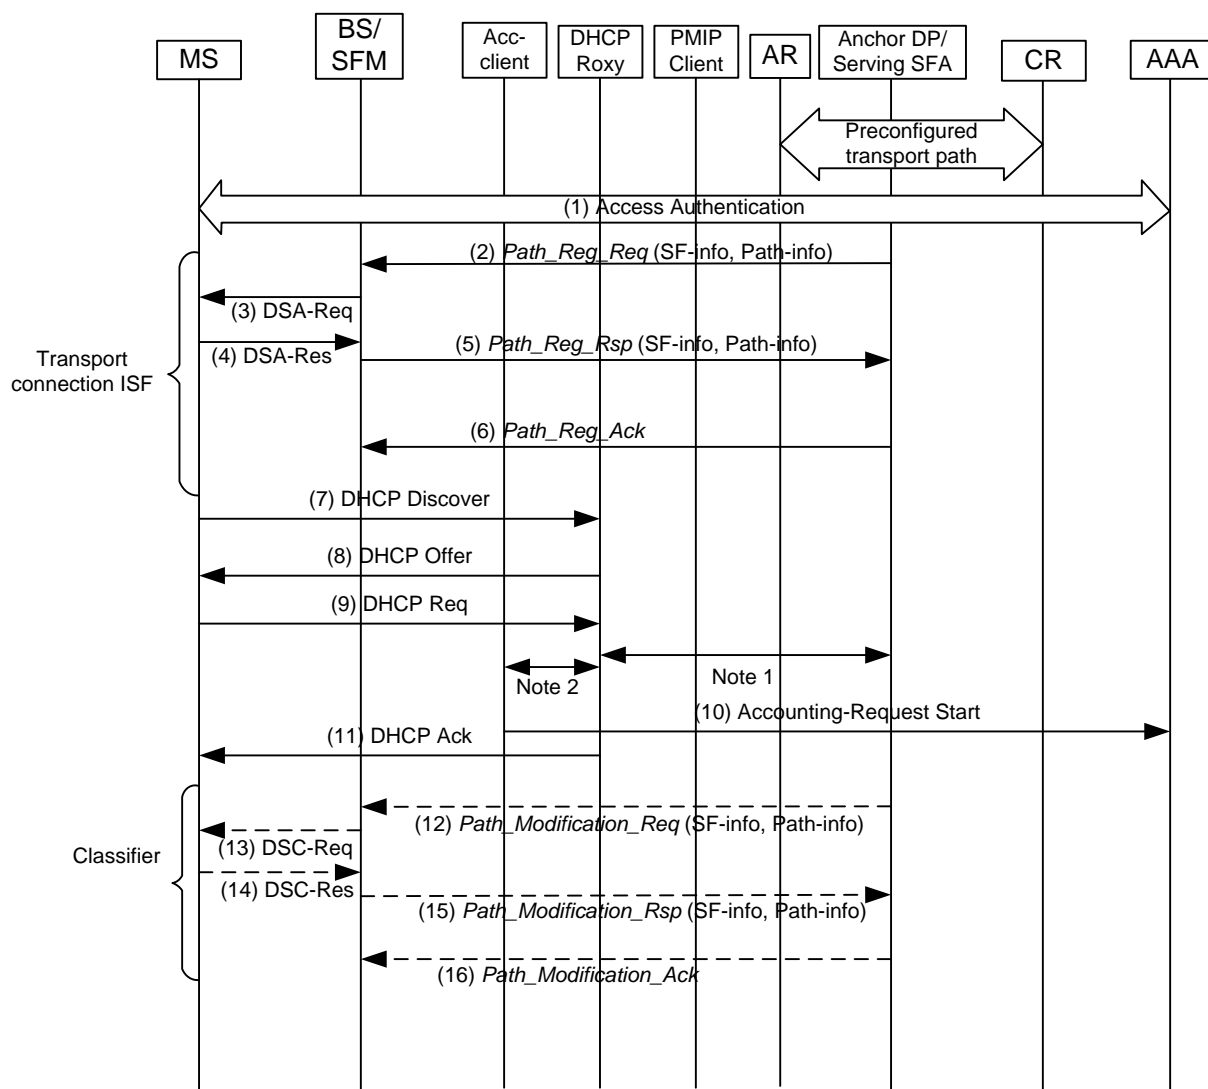 MS
BS/
SFM
Acc-
client
DHCP
Roxy
PMIP
Client
AR
Anchor DP/
Serving SFA
CR
AAA
Preconfigured
transport path
(1) Access Authentication
(2) Path_Reg_Req (SF-info, Path-info)
(3) DSA-Req
(4) DSA-Res
(5) Path_Reg_Rsp (SF-info, Path-info)
Transport
connection ISF
(6) Path_Reg_Ack
(7) DHCP Discover
(8) DHCP Offer
(9) DHCP Req
Note 2
Note 1
(10) Accounting-Request Start
(11) DHCP Ack
(12) Path_Modification_Req (SF-info, Path-info)
(13) DSC-Req
Classifier
(14) DSC-Res
(15) Path_Modification_Rsp (SF-info, Path-info)
(16) Path_Modification_Ack